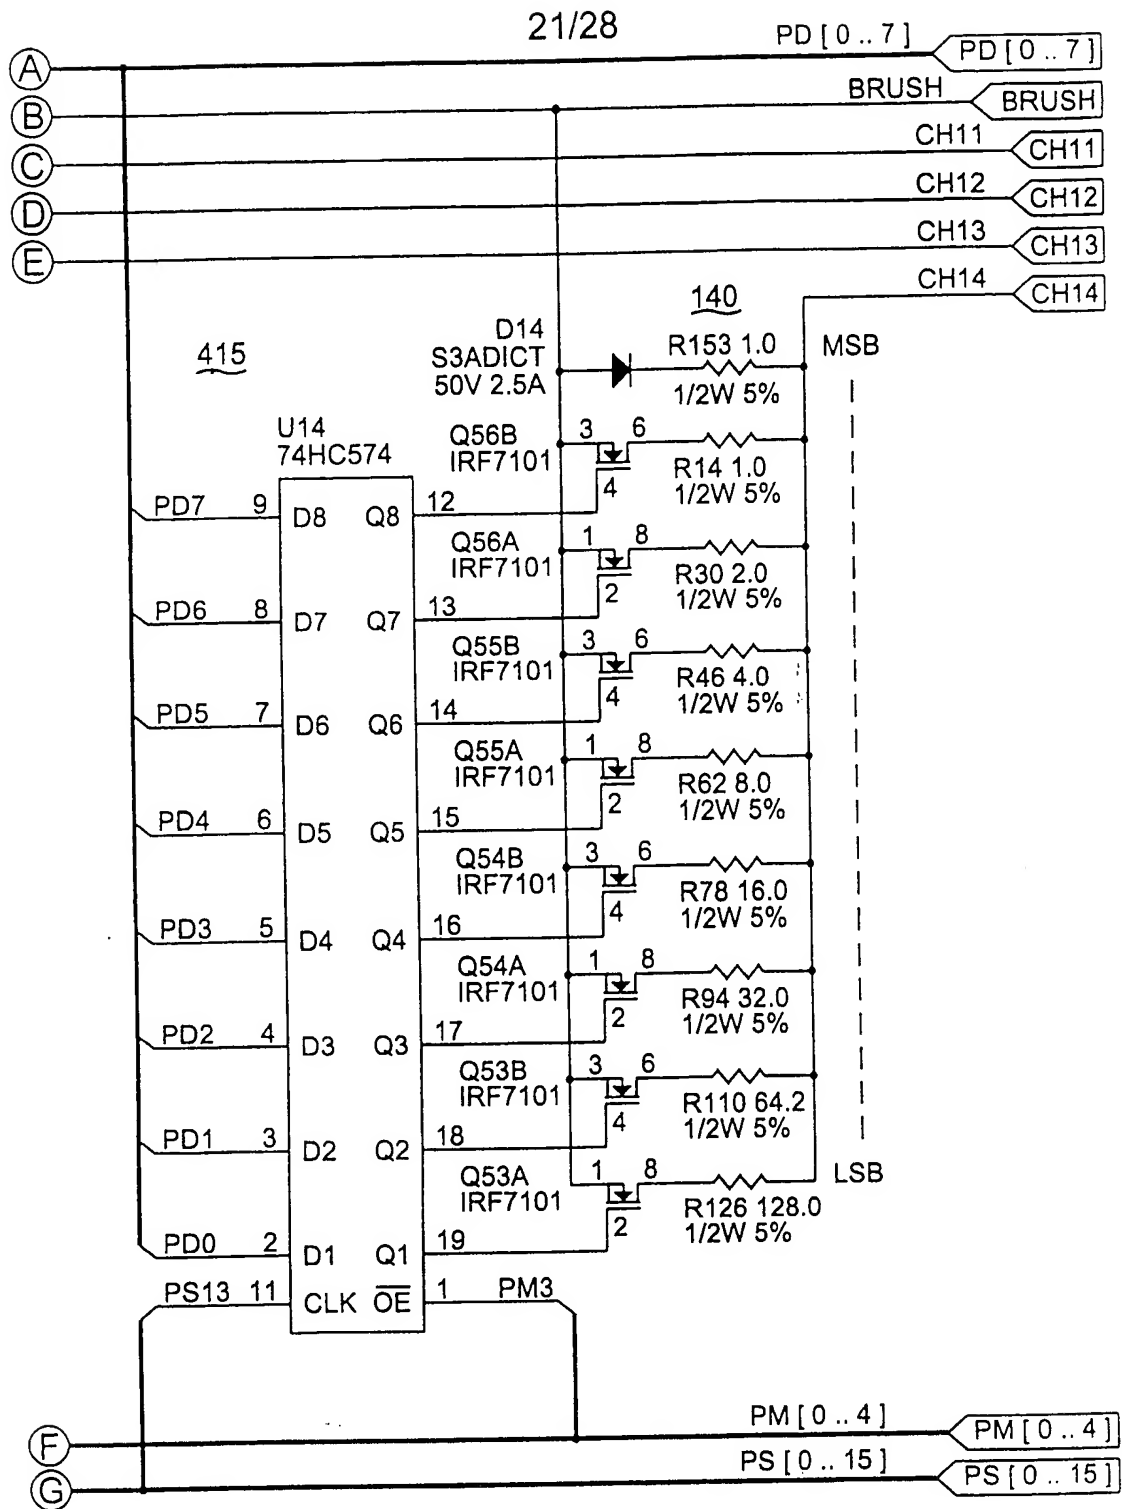 21/28
PD [ 0 .. 7 ]
PD [ 0 .. 7 ]
A
BRUSH
BRUSH
B
CH11
CH11
C
CH12
CH12
D
CH13
CH13
E
CH14
CH14
140
415
D14
S3ADICT
50V 2.5A
R153 1.0
1/2W 5%
MSB
U14
74HC574
Q56B
IRF7101
3
6
4
R14 1.0
1/2W 5%
PD7
9
D8
Q8
12
Q56A
IRF7101
1
8
2
R30 2.0
1/2W 5%
PD6
8
D7
Q7
13
Q55B
IRF7101
3
6
4
R46 4.0
1/2W 5%
PD5
7
D6
Q6
14
Q55A
IRF7101
1
8
2
R62 8.0
1/2W 5%
PD4
6
D5
Q5
15
Q54B
IRF7101
3
6
4
R78 16.0
1/2W 5%
PD3
5
D4
Q4
16
Q54A
IRF7101
1
8
2
R94 32.0
1/2W 5%
PD2
4
D3
Q3
17
Q53B
IRF7101
3
6
4
R110 64.2
1/2W 5%
PD1
3
D2
Q2
18
Q53A
IRF7101
1
8
2
R126 128.0
1/2W 5%
LSB
PD0
2
D1
Q1
19
PS13
11
CLK
OE
1
PM3
PM [ 0 .. 4 ]
PM [ 0 .. 4 ]
F
PS [ 0 .. 15 ]
PS [ 0 .. 15 ]
G